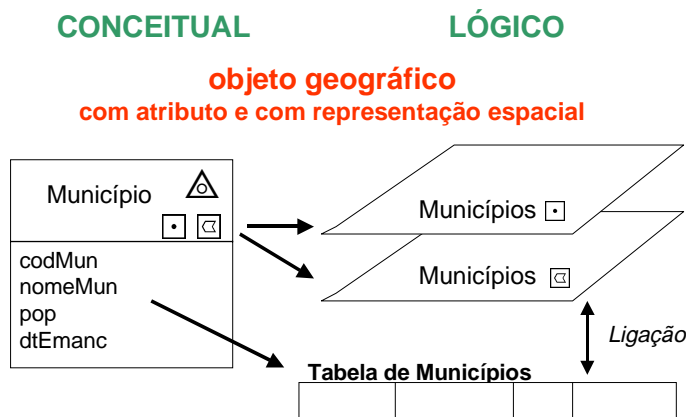 CONCEITUAL
LÓGICO
objeto geográfico
com atributo e com representação espacial
Município
codMun
nomeMun
pop
dtEmanc
Municípios
Municípios
Ligação
Tabela de Municípios